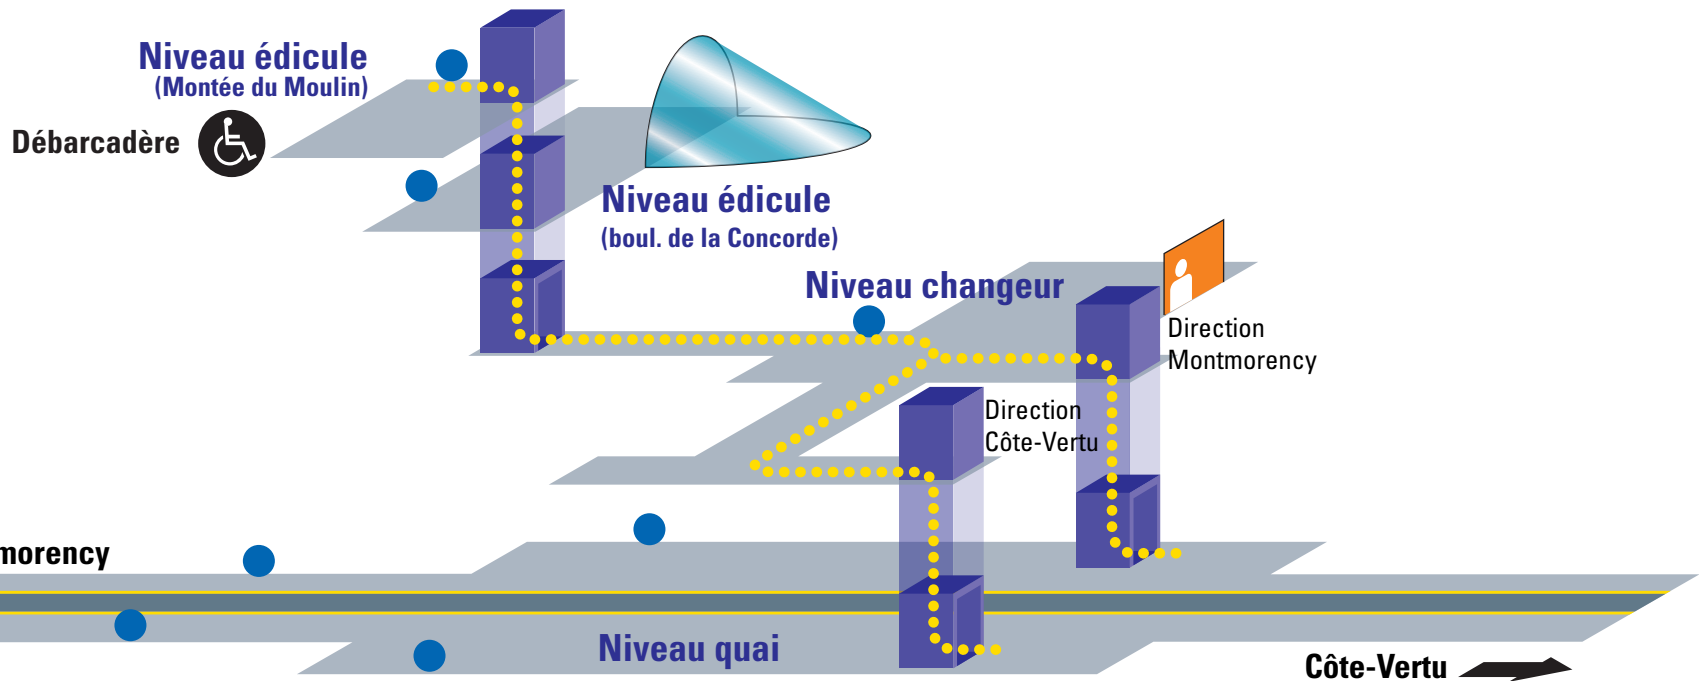 Niveau édicule
(Montée du Moulin)
Débarcadère
Niveau édicule
(boul. de la Concorde)
Niveau changeur
Direction
Montmorency
Direction
Côte-Vertu
morency
Niveau quai
Côte-Vertu